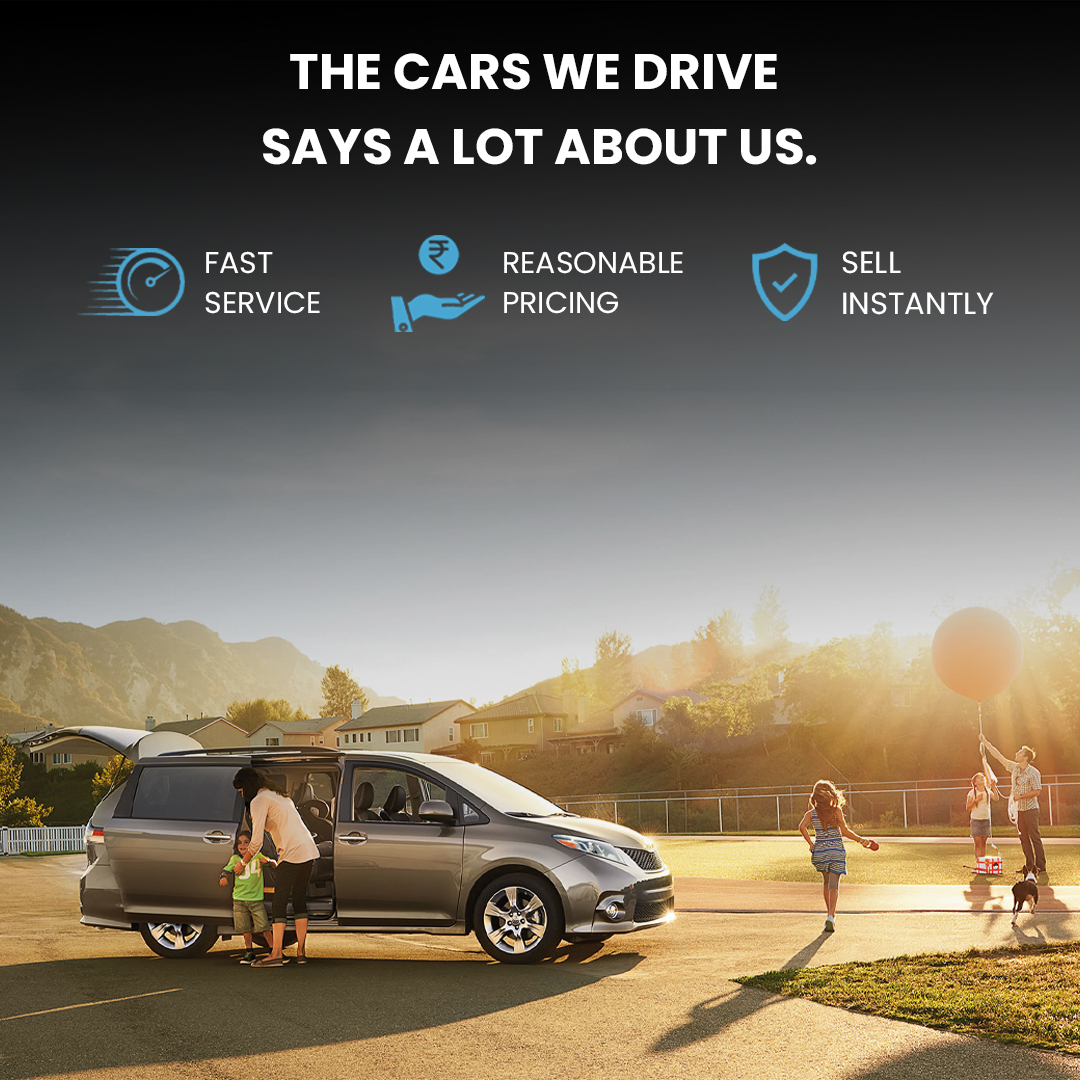 THE CARS WE DRIVE
SAYS A LOT ABOUT US.
FAST
SERVICE
₹
REASONABLE
PRICING
SELL
INSTANTLY